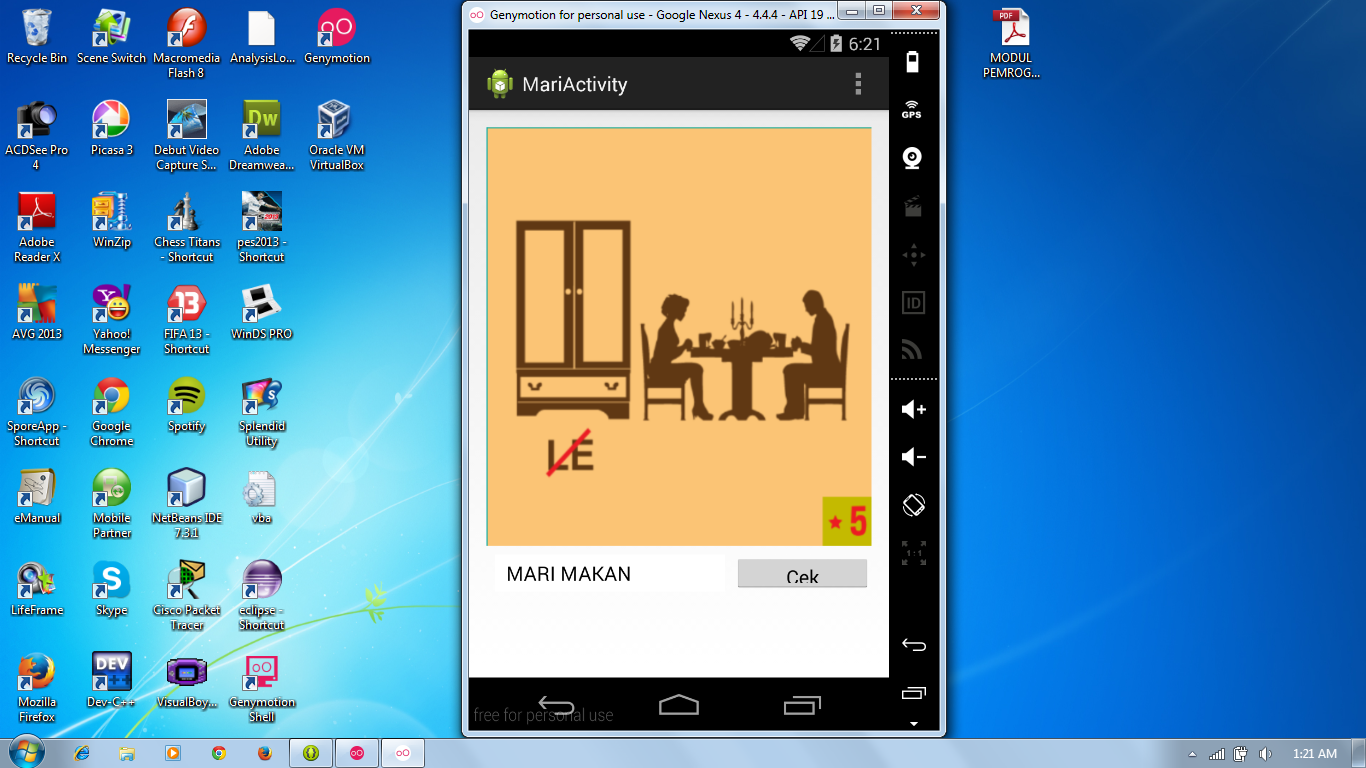 Recycle Bin
Scene Switch
Macromedia
Flash 8
AnalysisLo...
Genymotion
ACDSee Pro
4
Picasa 3
Debut Video
Capture S...
Dw
Adobe
Dreamwea...
Oracle VM
VirtualBox
Adobe
Reader X
WinZip
Chess Titans
- Shortcut
pes2013 -
Shortcut
AVG 2013
Yahoo!
Messenger
13
FIFA 13 -
Shortcut
WinDS PRO
SporeApp -
Shortcut
Google
Chrome
Spotify
Splendid
Utility
eManual
Mobile
Partner
NetBeans IDE
7.3.1
vba
LifeFrame
Skype
Cisco Packet
Tracer
eclipse -
Shortcut
Mozilla
Firefox
DEV
Dev-C++
VisualBoy...
Genymotion
Shell
Genymotion for personal use - Google Nexus 4 - 4.4.4 - API 19 ...
6:21
MariActivity
LE
5
MARI MAKAN
Cek
free for personal use
GPS
ID
1:1
PDF
MODUL
PEMROG...
1:21 AM